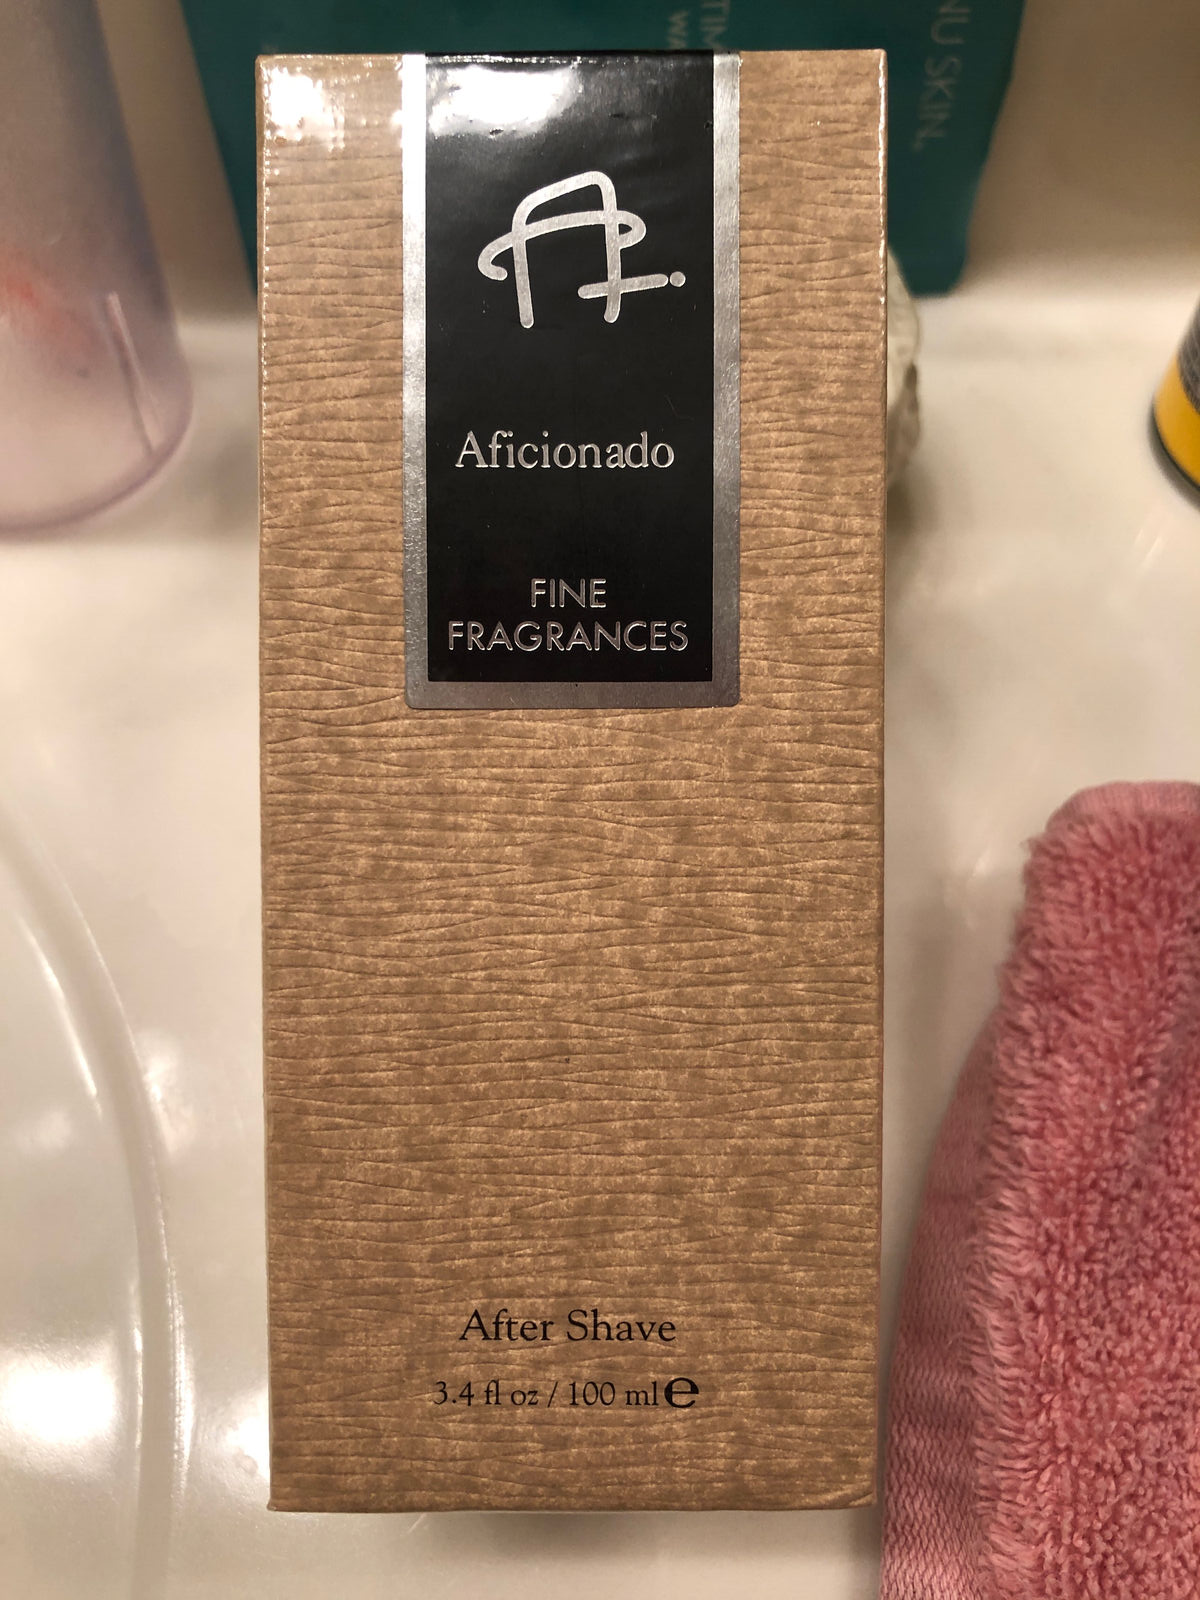 NU SKIN.
A.
Aficionado
FINE
FRAGRANCES
After Shave
3.4 fl oz / 100 ml ℮